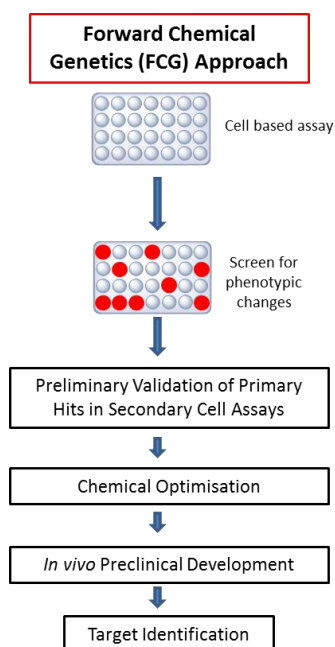 Forward Chemical
Genetics (FCG) Approach
Cell based assay
Screen for
phenotypic
changes
Preliminary Validation of Primary
Hits in Secondary Cell Assays
Chemical Optimisation
In vivo Preclinical Development
Target Identification